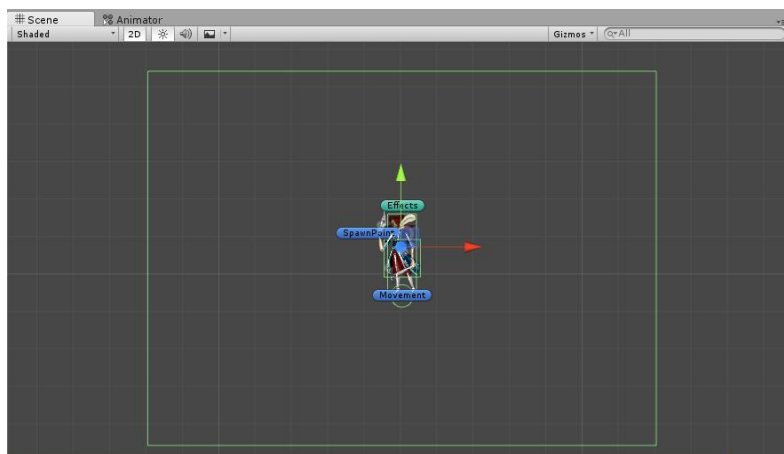 Scene Animator
Shaded 2D Gizmos All
Effects
SpawnPoint
Movement